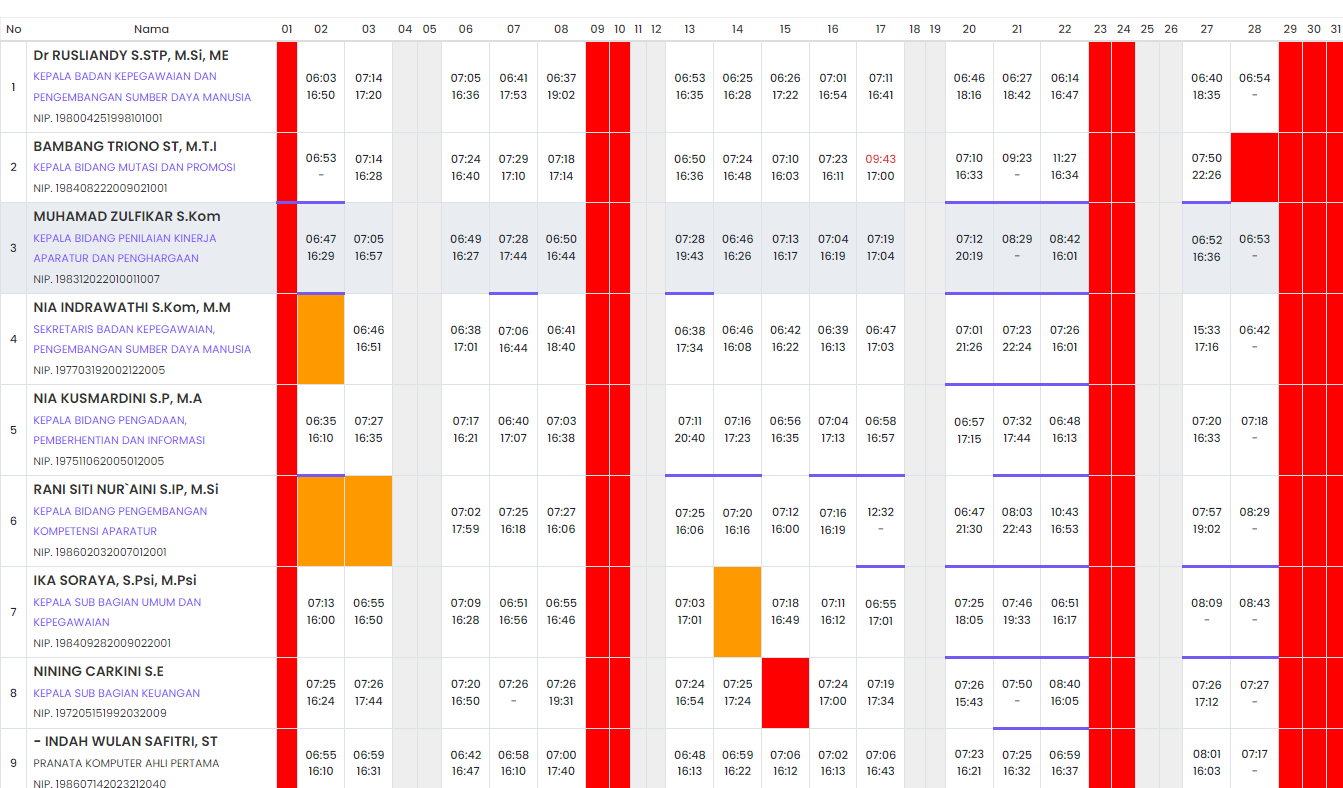 No Nama 01 02 03 04 05 06 07 08 09 10 11 12 13 14 15 16 17 18 19 20 21 22 23 24 25 26 27 28 29 30 31
Dr RUSLIANDY S.STP, M.Si, ME
KEPALA BADAN KEPEGAWAIAN DAN 06:03 07:14 07:05 06:41 06:37 06:53 06:25 06:26 07:01 07:11 06:46 06:27 06:14 06:40 06:54
1
PENGEMBANGAN SUMBER DAYA MANUSIA 16:50 17:20 16:36 17:53 19:02 16:35 16:28 17:22 16:54 16:41 18:16 18:42 16:47 18:35 -
NIP. 198004251998101001
BAMBANG TRIONO ST, M.T.I
06:53 07:14 07:24 07:29 07:18 06:50 07:24 07:10 07:23 09:43 07:10 09:23 11:27 07:50
2 KEPALA BIDANG MUTASI DAN PROMOSI
- 16:28 16:40 17:10 17:14 16:36 16:48 16:03 16:11 17:00 16:33 - 16:34 22:26
NIP. 198408222009021001
MUHAMAD ZULFIKAR S.Kom
KEPALA BIDANG PENILAIAN KINERJA 06:47 07:05 06:49 07:28 06:50 07:28 06:46 07:13 07:04 07:19 07:12 08:29 08:42 06:52 06:53
3
APARATUR DAN PENGHARGAAN 16:29 16:57 16:27 17:44 16:44 19:43 16:26 16:17 16:19 17:04 20:19 - 16:01 16:36 -
NIP. 198312022010011007
NIA INDRAWATHI S.Kom, M.M
SEKRETARIS BADAN KEPEGAWAIAN, 06:46 06:38 07:06 06:41 06:38 06:46 06:42 06:39 06:47 07:01 07:23 07:26 15:33 06:42
4
PENGEMBANGAN SUMBER DAYA MANUSIA 16:51 17:01 16:44 18:40 17:34 16:08 16:22 16:13 17:03 21:26 22:24 16:01 17:16 -
NIP. 197703192002122005
NIA KUSMARDINI S.P, M.A
KEPALA BIDANG PENGADAAN, 06:35 07:27 07:17 06:40 07:03 07:11 07:16 06:56 07:04 06:58 06:57 07:32 06:48 07:20 07:18
5
PEMBERHENTIAN DAN INFORMASI 16:10 16:35 16:21 17:07 16:38 20:40 17:23 16:35 17:13 16:57 17:15 17:44 16:13 16:33 -
NIP. 197511062005012005
RANI SITI NUR`AINI S.IP, M.Si
KEPALA BIDANG PENGEMBANGAN 07:02 07:25 07:27 07:25 07:20 07:12 07:16 12:32 06:47 08:03 10:43 07:57 08:29
6
KOMPETENSI APARATUR 17:59 16:18 16:06 16:06 16:16 16:00 16:19 - 21:30 22:43 16:53 19:02 -
NIP. 198602032007012001
IKA SORAYA, S.Psi, M.Psi
KEPALA SUB BAGIAN UMUM DAN 07:13 06:55 07:09 06:51 06:55 07:03 07:18 07:11 06:55 07:25 07:46 06:51 08:09 08:43
7
KEPEGAWAIAN 16:00 16:50 16:28 16:56 16:46 17:01 16:49 16:12 17:01 18:05 19:33 16:17 - -
NIP. 198409282009022001
NINING CARKINI S.E
07:25 07:26 07:20 07:26 07:26 07:24 07:25 07:24 07:19 07:26 07:50 08:40 07:26 07:27
8 KEPALA SUB BAGIAN KEUANGAN
16:24 17:44 16:50 - 19:31 16:54 17:24 17:00 17:34 15:43 - 16:05 17:12 -
NIP. 197205151992032009
- INDAH WULAN SAFITRI, ST
06:55 06:59 06:42 06:58 07:00 06:48 06:59 07:06 07:02 07:06 07:23 07:25 06:59 08:01 07:17
9 PRANATA KOMPUTER AHLI PERTAMA
16:10 16:31 16:47 16:10 17:40 16:13 16:22 16:12 16:13 16:43 16:21 16:32 16:37 16:03 -
NIP. 198607142023212040